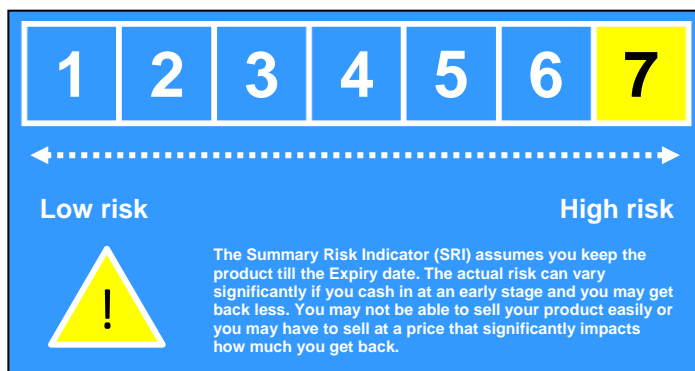 1 2 3 4 5 6 7
Low risk High risk
!
The Summary Risk Indicator (SRI) assumes you keep the
product till the Expiry date. The actual risk can vary
significantly if you cash in at an early stage and you may get
back less. You may not be able to sell your product easily or
you may have to sell at a price that significantly impacts
how much you get back.